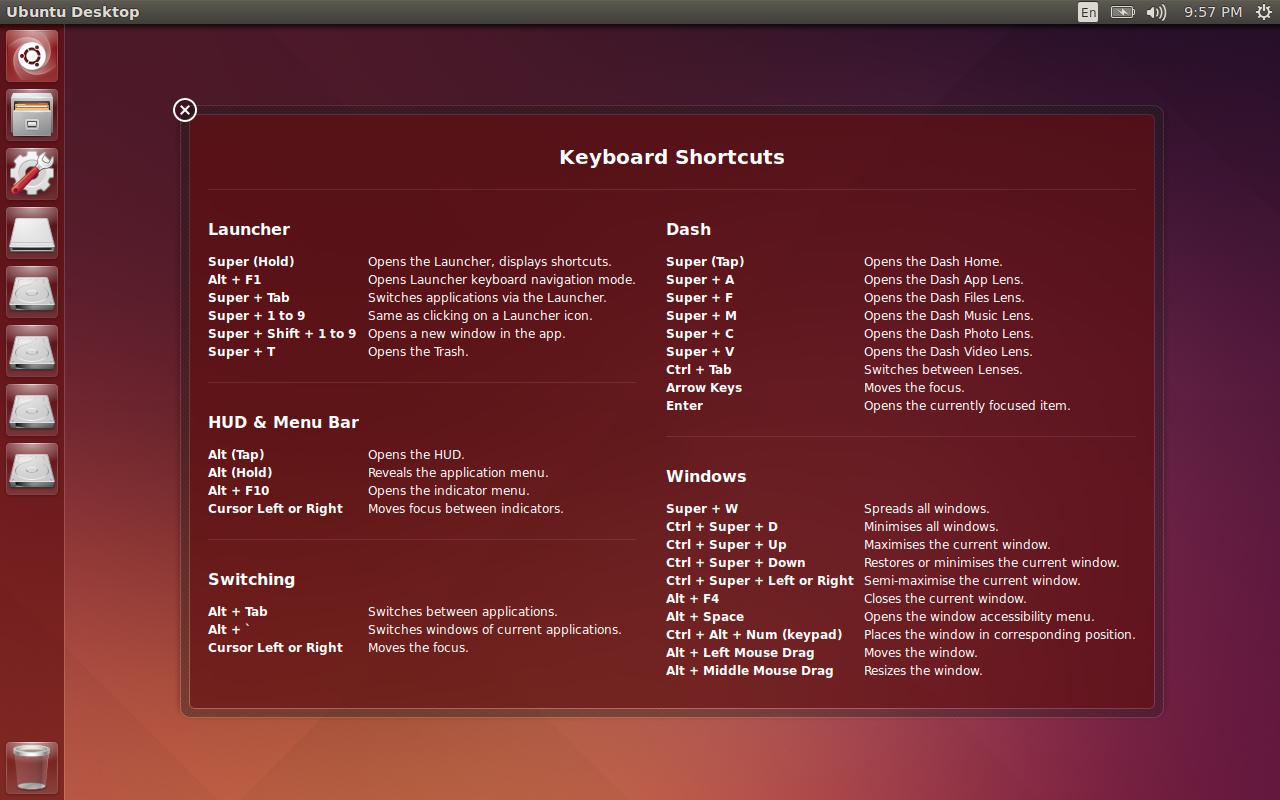 Ubuntu Desktop
En
9:57 PM
Keyboard Shortcuts
Launcher
Super (Hold) Opens the Launcher, displays shortcuts.
Alt + F1 Opens Launcher keyboard navigation mode.
Super + Tab Switches applications via the Launcher.
Super + 1 to 9 Same as clicking on a Launcher icon.
Super + Shift + 1 to 9 Opens a new window in the app.
Super + T Opens the Trash.
HUD & Menu Bar
Alt (Tap) Opens the HUD.
Alt (Hold) Reveals the application menu.
Alt + F10 Opens the indicator menu.
Cursor Left or Right Moves focus between indicators.
Switching
Alt + Tab Switches between applications.
Alt + ` Switches windows of current applications.
Cursor Left or Right Moves the focus.
Dash
Super (Tap) Opens the Dash Home.
Super + A Opens the Dash App Lens.
Super + F Opens the Dash Files Lens.
Super + M Opens the Dash Music Lens.
Super + C Opens the Dash Photo Lens.
Super + V Opens the Dash Video Lens.
Ctrl + Tab Switches between Lenses.
Arrow Keys Moves the focus.
Enter Opens the currently focused item.
Windows
Super + W Spreads all windows.
Ctrl + Super + D Minimises all windows.
Ctrl + Super + Up Maximises the current window.
Ctrl + Super + Down Restores or minimises the current window.
Ctrl + Super + Left or Right Semi-maximise the current window.
Alt + F4 Closes the current window.
Alt + Space Opens the window accessibility menu.
Ctrl + Alt + Num (keypad) Places the window in corresponding position.
Alt + Left Mouse Drag Moves the window.
Alt + Middle Mouse Drag Resizes the window.